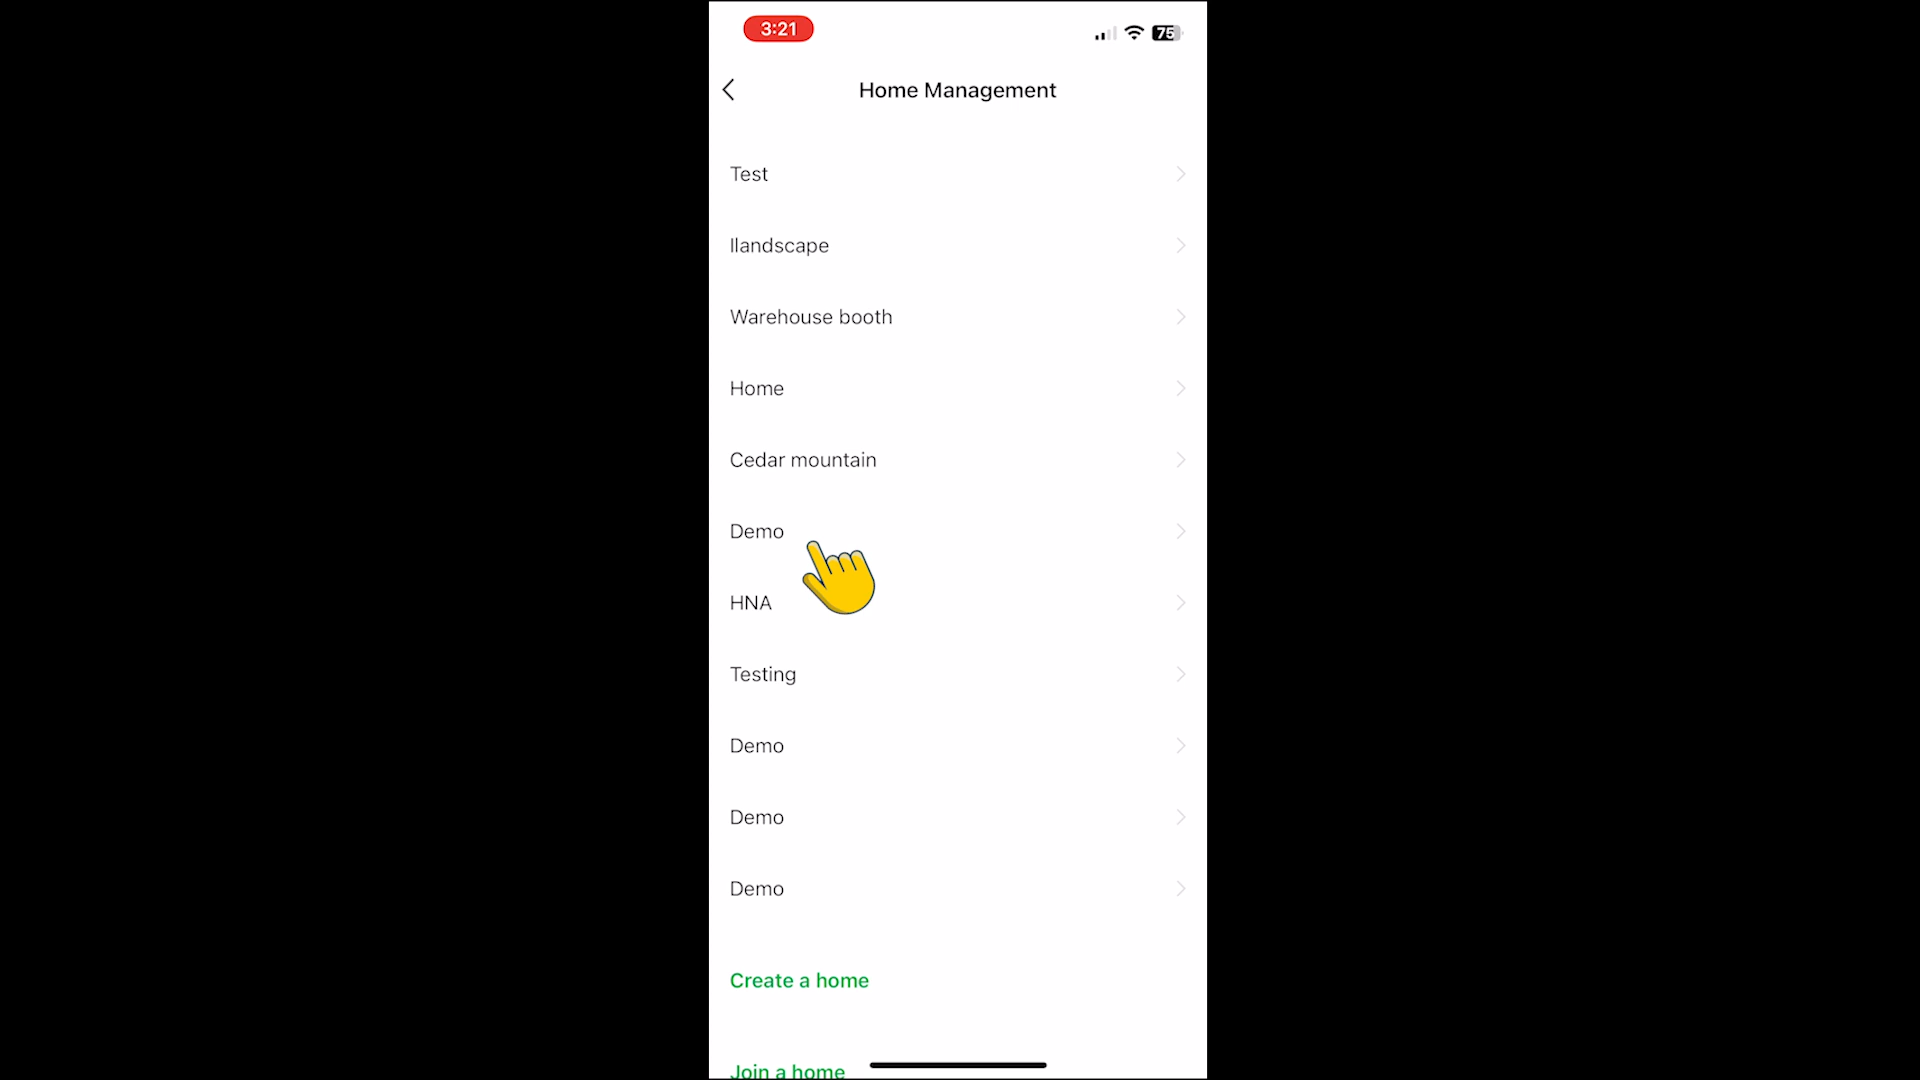 3:21
75
Home Management
Test
llandscape
Warehouse booth
Home
Cedar mountain
Demo
HNA
Testing
Demo
Demo
Demo
Create a home
Join a home